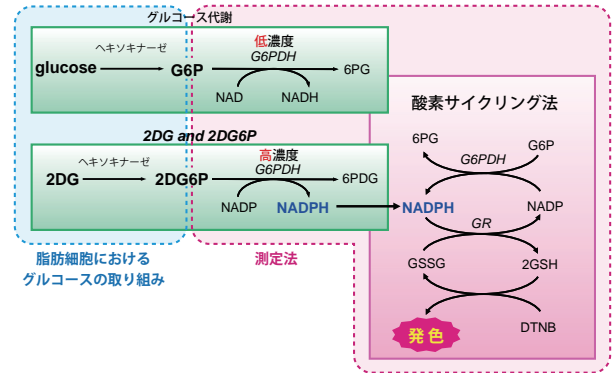 グルコース代謝
ヘキソキナーゼ
低濃度
G6PDH
glucose
G6P
6PG
NAD
NADH
2DG and 2DG6P
ヘキソキナーゼ
高濃度
G6PDH
2DG
2DG6P
6PDG
NADP
NADPH
脂肪細胞における
グルコースの取り組み
測定法
酸素サイクリング法
6PG
G6P
G6PDH
NADPH
NADP
GR
GSSG
2GSH
DTNB
発色